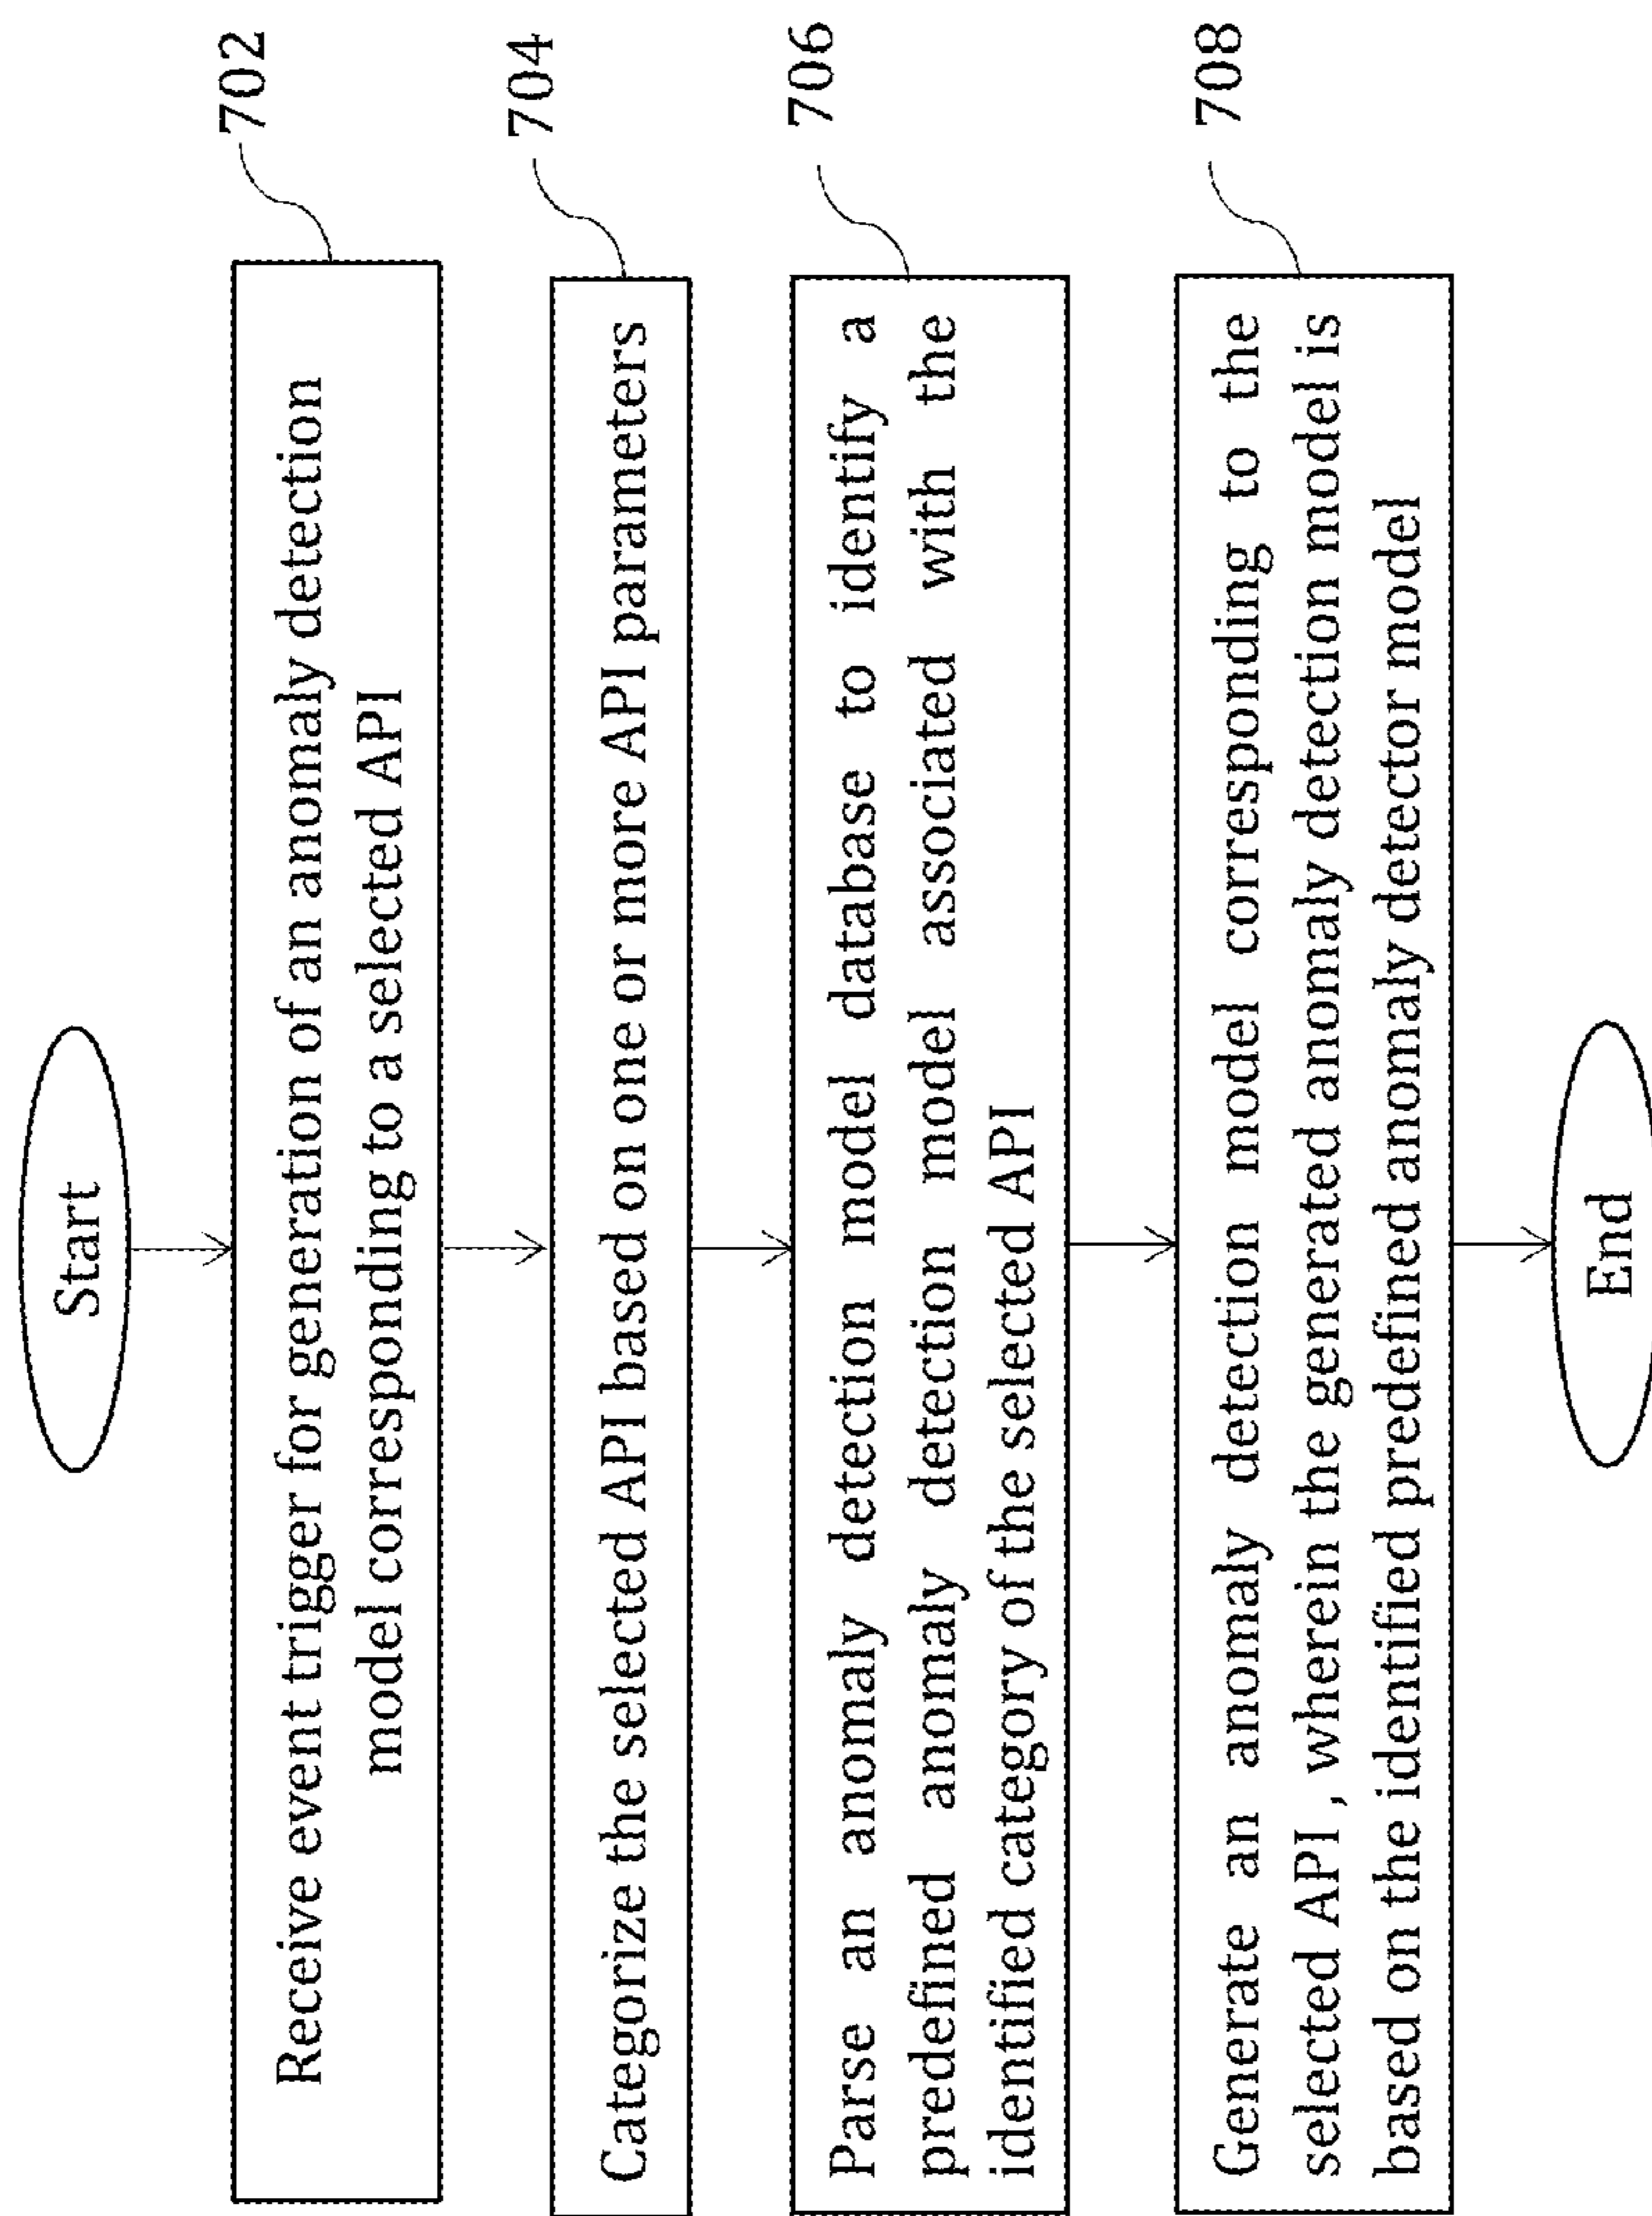 Start
Receive event trigger for generation of an anomaly detection
model corresponding to a selected API
702
Categorize the selected API based on one or more API parameters
704
Parse an anomaly detection model database to identify a
predefined anomaly detection model associated with the
identified category of the selected API
706
Generate an anomaly detection model corresponding to the
selected API , wherein the generated anomaly detection model is
based on the identified predefined anomaly detector model
708
End